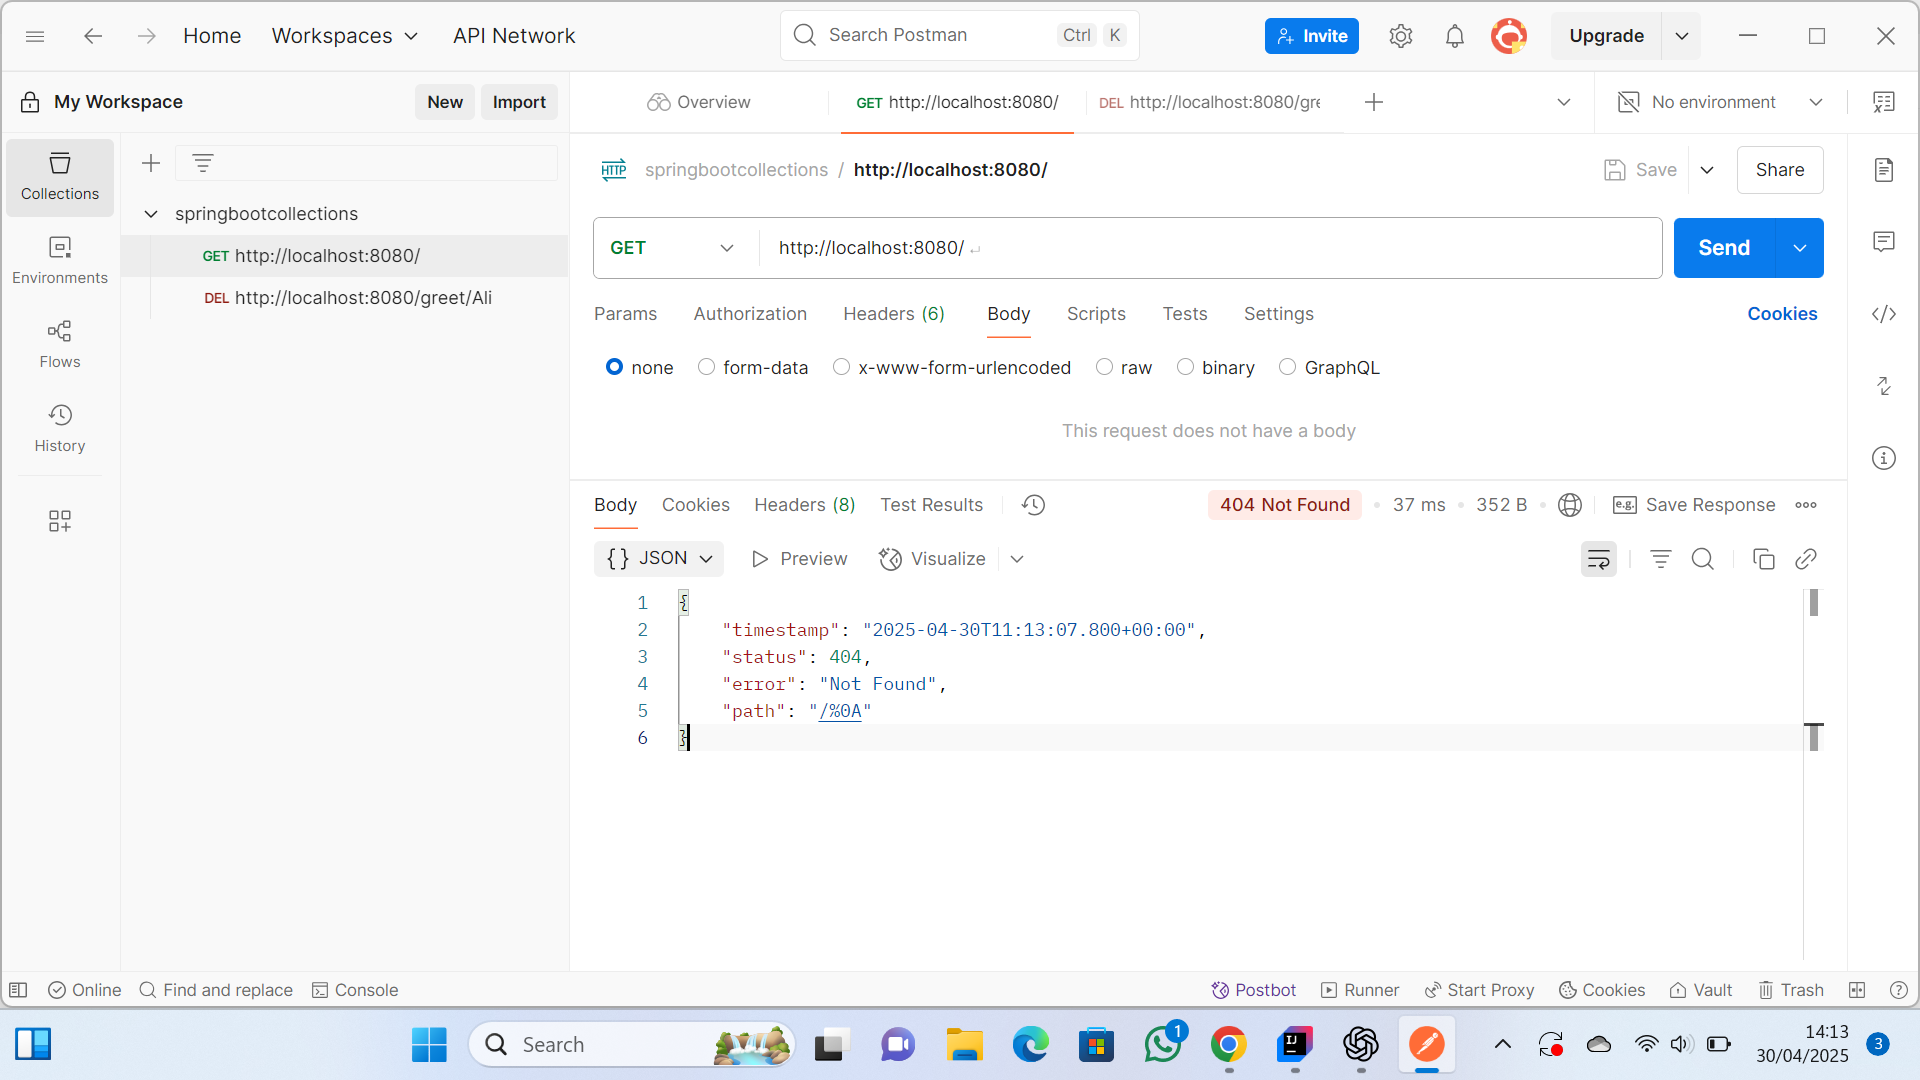 Home Workspaces API Network Search Postman Ctrl K Invite Upgrade
My Workspace New Import Overview GET http://localhost:8080/ DEL http://localhost:8080/gre No environment
Collections
Environments
Flows
History
springbootcollections
GET http://localhost:8080/
DEL http://localhost:8080/greet/Ali
HTTP springbootcollections / http://localhost:8080/ Save Share
GET http://localhost:8080/ Send
Params Authorization Headers (6) Body Scripts Tests Settings Cookies
none form-data x-www-form-urlencoded raw binary GraphQL
This request does not have a body
Body Cookies Headers (8) Test Results 404 Not Found • 37 ms • 352 B • e.g. Save Response
{} JSON Preview Visualize
1 {
2 "timestamp": "2025-04-30T11:13:07.800+00:00",
3 "status": 404,
4 "error": "Not Found",
5 "path": "/%0A"
6 }
Online Find and replace Console Postbot Runner Start Proxy Cookies Vault Trash
Search 1 IJ 14:13 3
30/04/2025